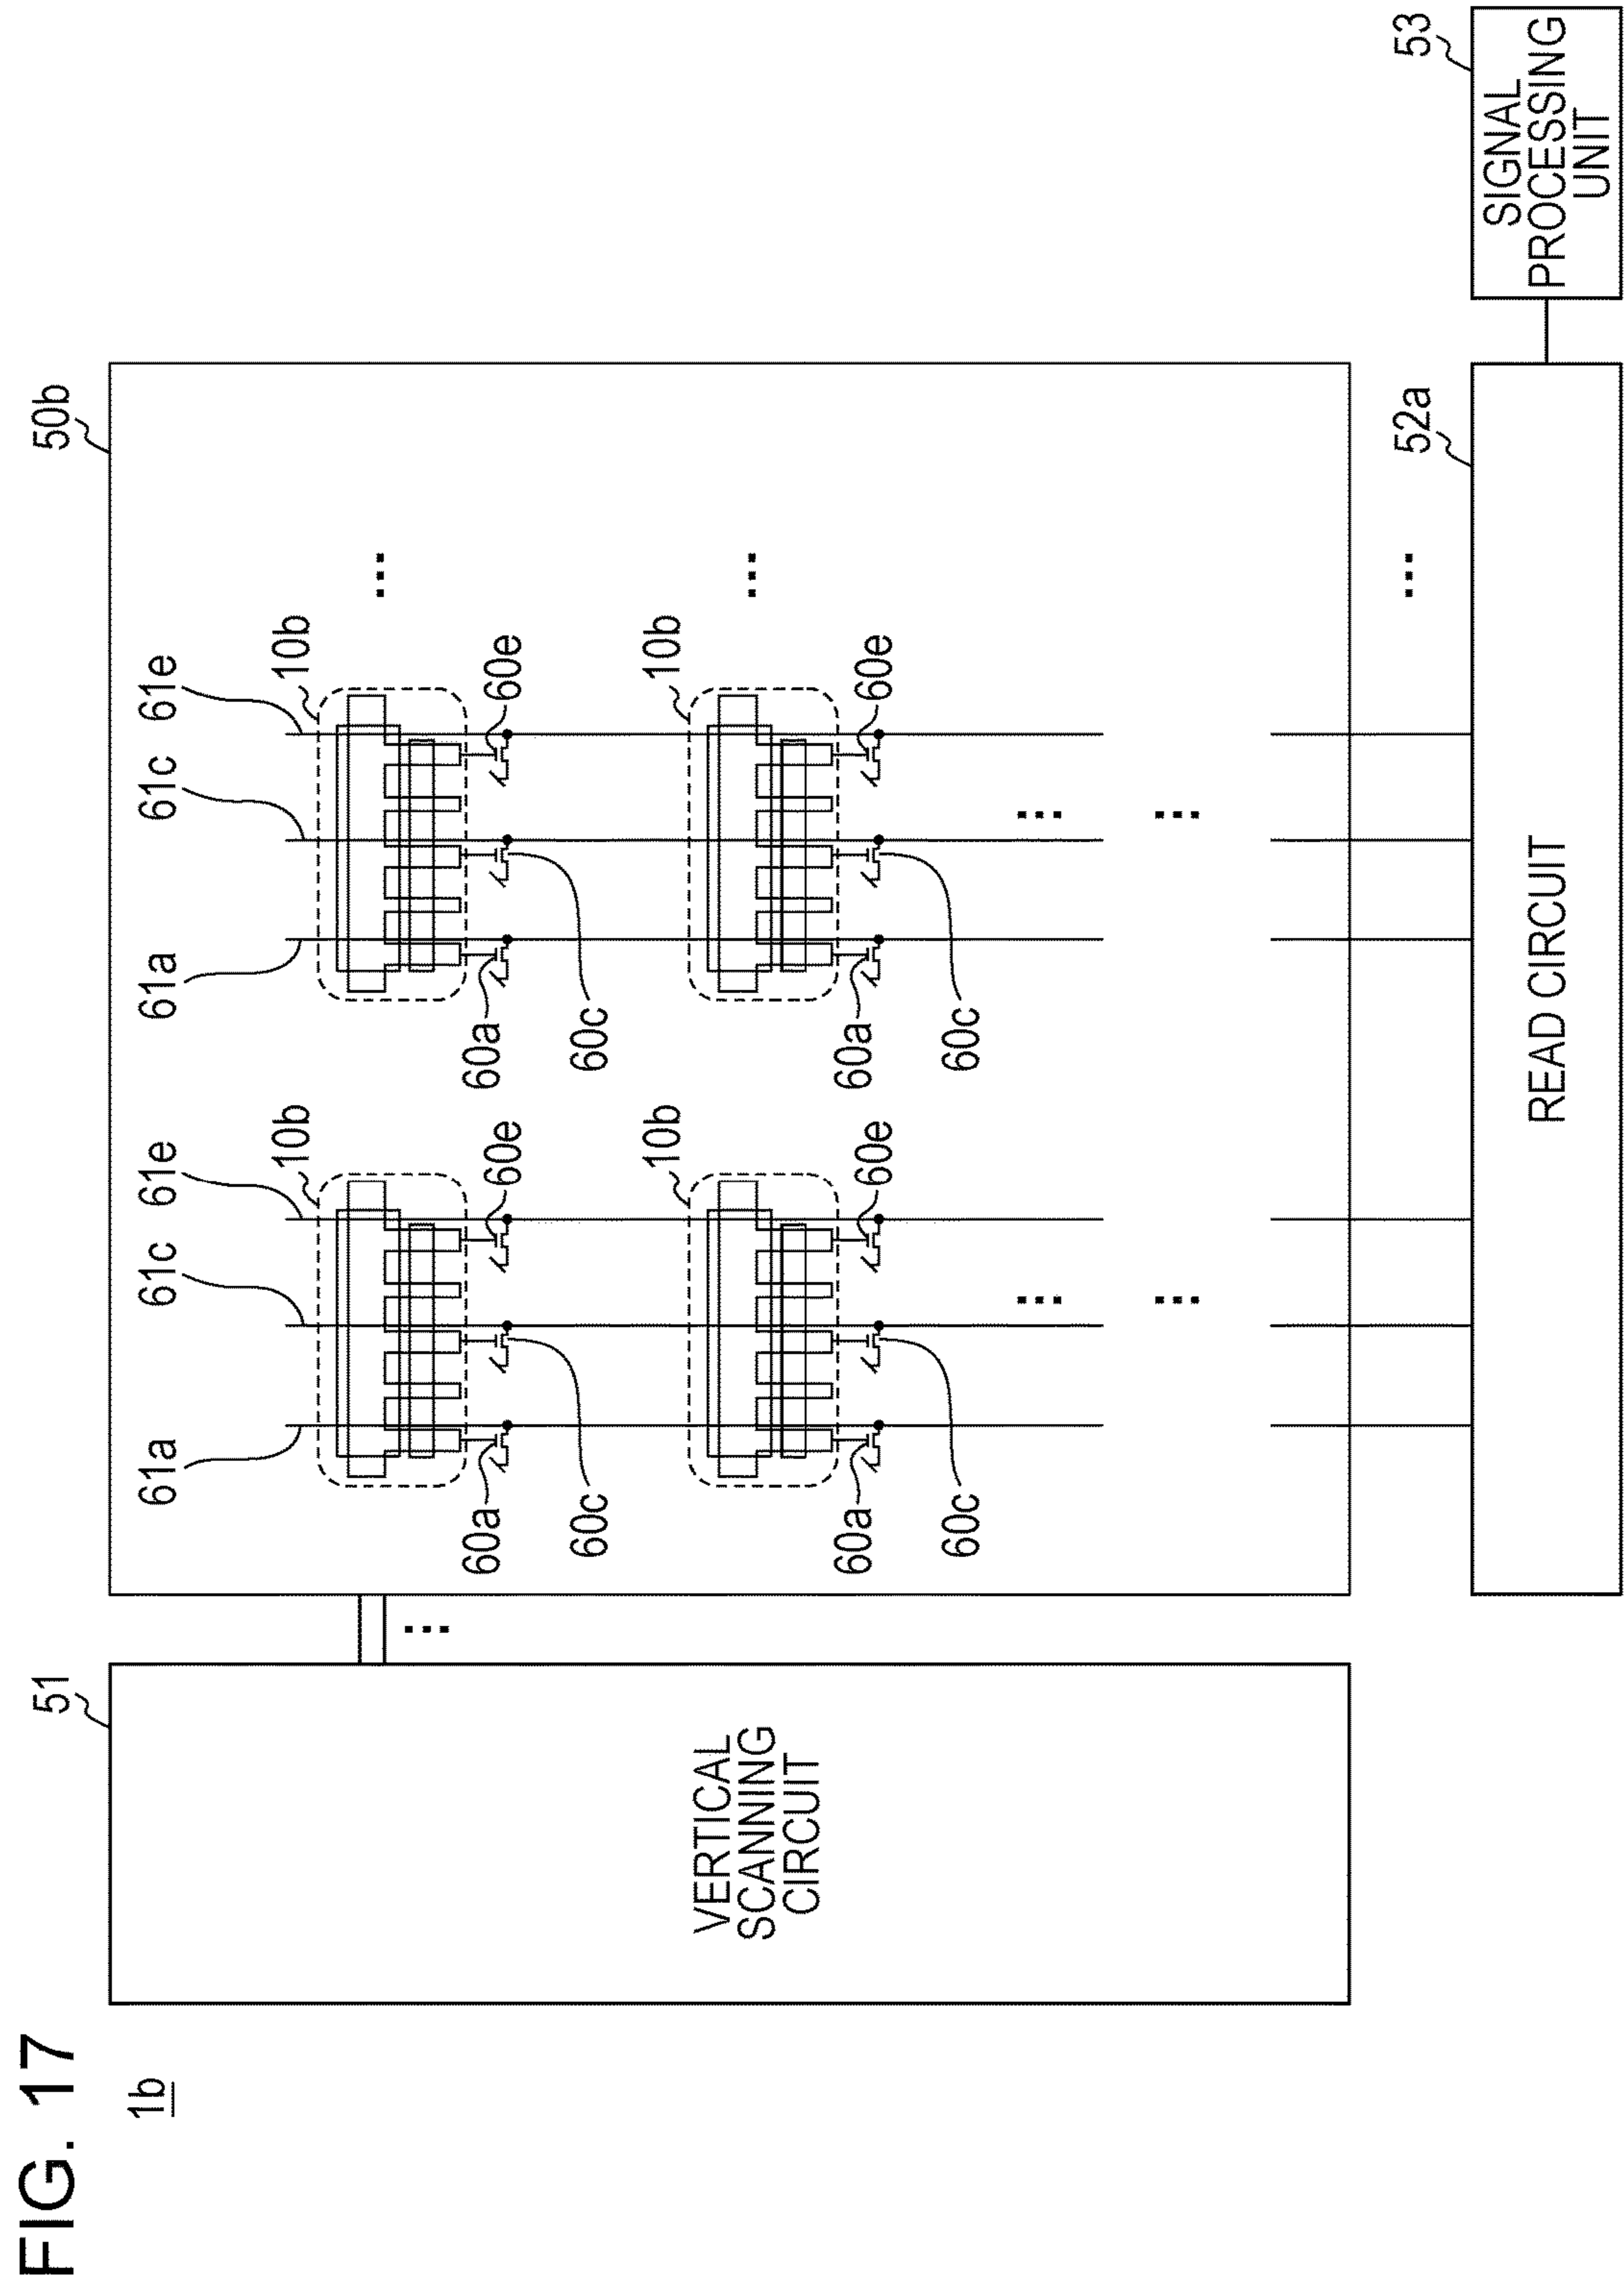 FIG. 17
1b
51
50b
61a
61c
61e
61a
61c
61e
10b
10b
60a
60c
60e
60a
60c
60e
10b
10b
60a
60c
60e
60a
60c
60e
VERTICAL
SCANNING
CIRCUIT
52a
53
READ CIRCUIT
SIGNAL
PROCESSING
UNIT